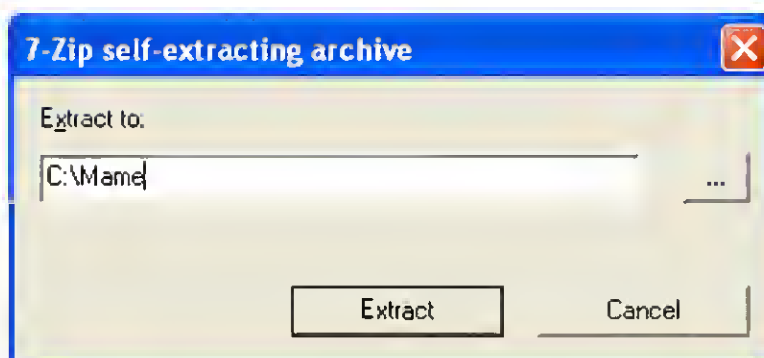 7-Zip self-extracting archive
Extract to:
C:\Mame
...
Extract
Cancel